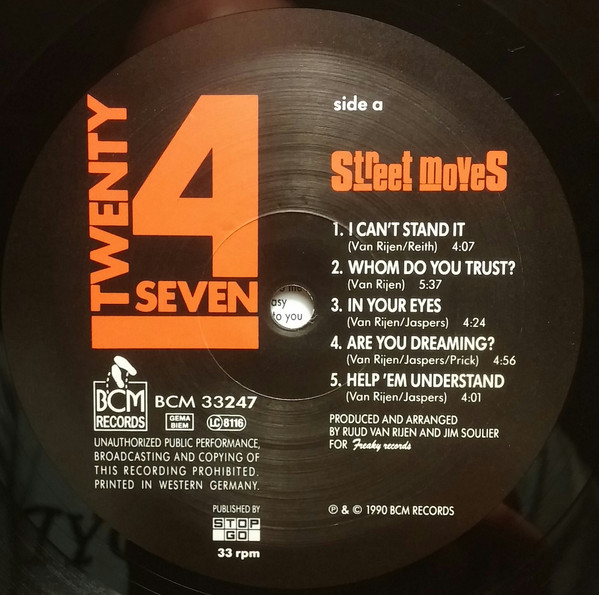 TWENTY
4
SEVEN
side a
Street moves
1. I CAN'T STAND IT
(Van Rijen/Reith) 4:07
2. WHOM DO YOU TRUST?
(Van Rijen) 5:37
3. IN YOUR EYES
(Van Rijen/Jaspers) 4:24
4. ARE YOU DREAMING?
(Van Rijen/Jaspers/Prick) 4:56
5. HELP 'EM UNDERSTAND
(Van Rijen/Jaspers) 4:01
PRODUCED AND ARRANGED
BY RUUD VAN RIJEN AND JIM SOULIER
FOR Freaky records
BCM
RECORDS
BCM 33247
GEMA
BIEM
LC 8116
UNAUTHORIZED PUBLIC PERFORMANCE,
BROADCASTING AND COPYING OF
THIS RECORDING PROHIBITED.
PRINTED IN WESTERN GERMANY.
PUBLISHED BY
STOP
GO
33 rpm
℗ & © 1990 BCM RECORDS
asy
to you